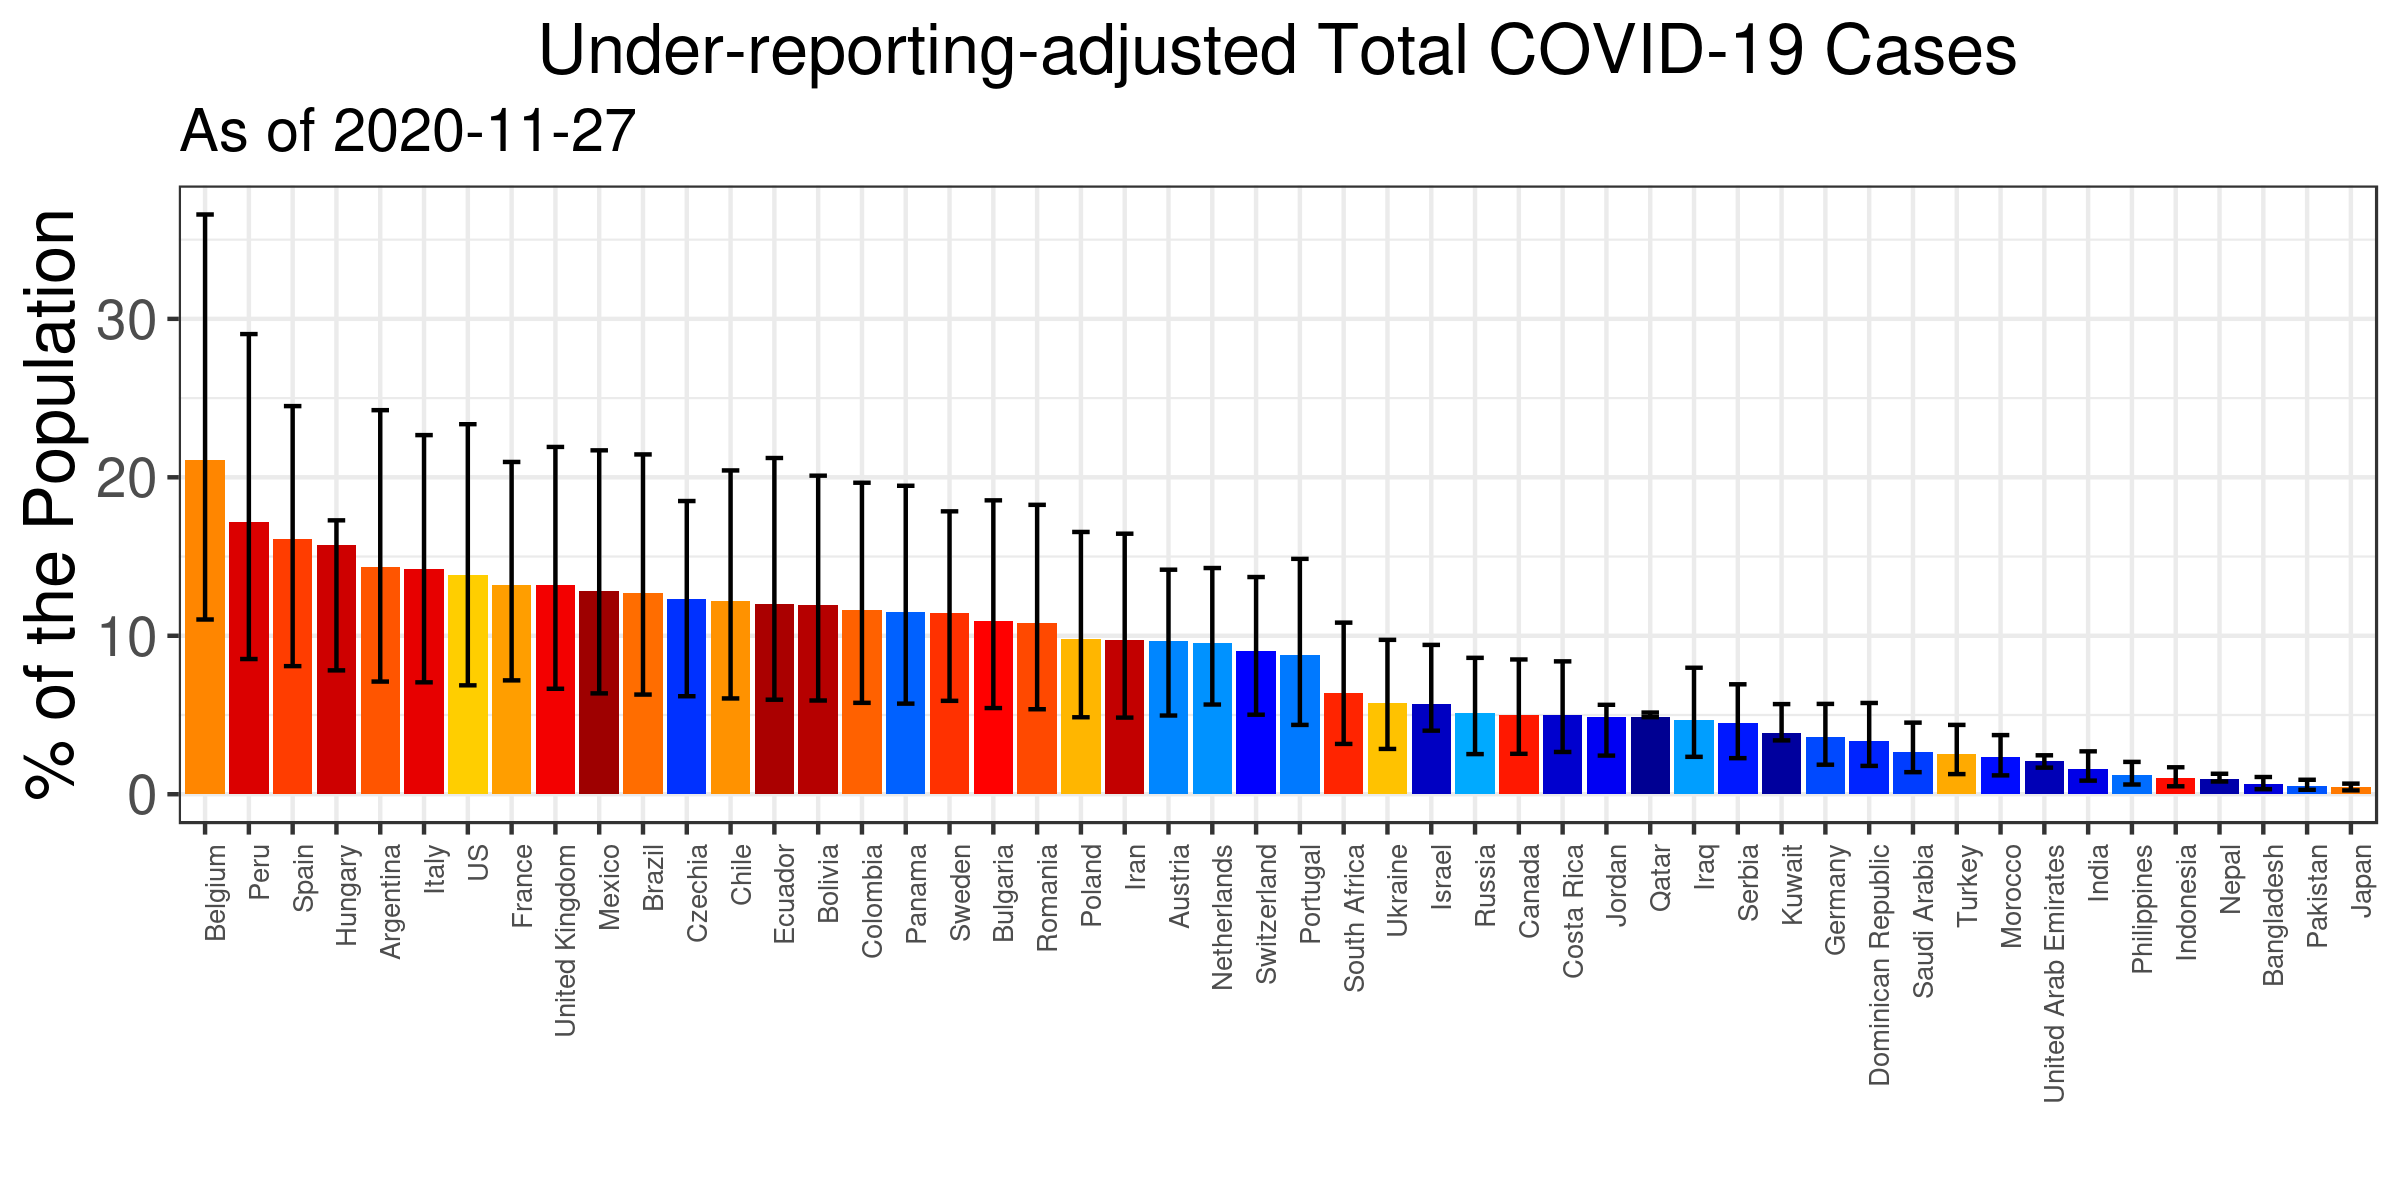 Under-reporting-adjusted Total COVID-19 Cases
As of 2020-11-27
% of the Population
30
20
10
0
Belgium
Peru
Spain
Hungary
Argentina
Italy
US
France
United Kingdom
Mexico
Brazil
Czechia
Chile
Ecuador
Bolivia
Colombia
Panama
Sweden
Bulgaria
Romania
Poland
Iran
Austria
Netherlands
Switzerland
Portugal
South Africa
Ukraine
Israel
Russia
Canada
Costa Rica
Jordan
Qatar
Iraq
Serbia
Kuwait
Germany
Dominican Republic
Saudi Arabia
Turkey
Morocco
United Arab Emirates
India
Philippines
Indonesia
Nepal
Bangladesh
Pakistan
Japan